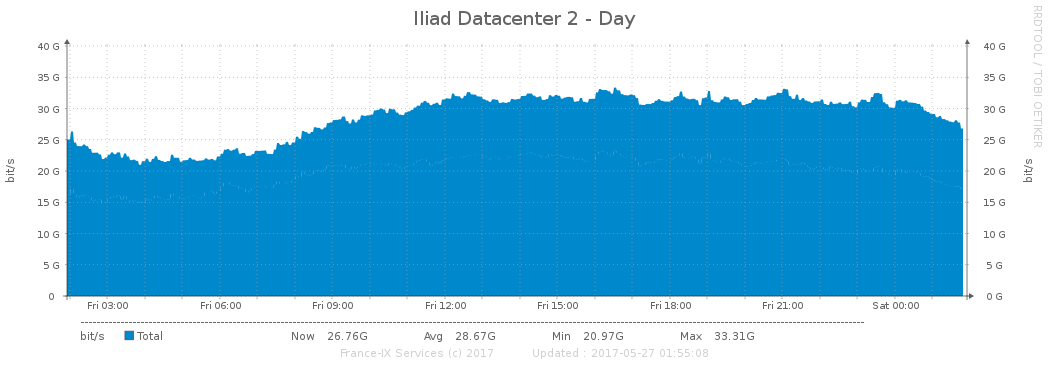 Iliad Datacenter 2 - Day
RRDTOOL / TOBI OETIKER
bit/s
40 G 40 G
35 G 35 G
30 G 30 G
25 G 25 G
20 G 20 G
15 G 15 G
10 G 10 G
5 G 5 G
0 0 G
bit/s
Fri 03:00 Fri 06:00 Fri 09:00 Fri 12:00 Fri 15:00 Fri 18:00 Fri 21:00 Sat 00:00
bit/s Total Now 26.76G Avg 28.67G Min 20.97G Max 33.31G
France-IX Services (c) 2017 Updated : 2017-05-27 01:55:08